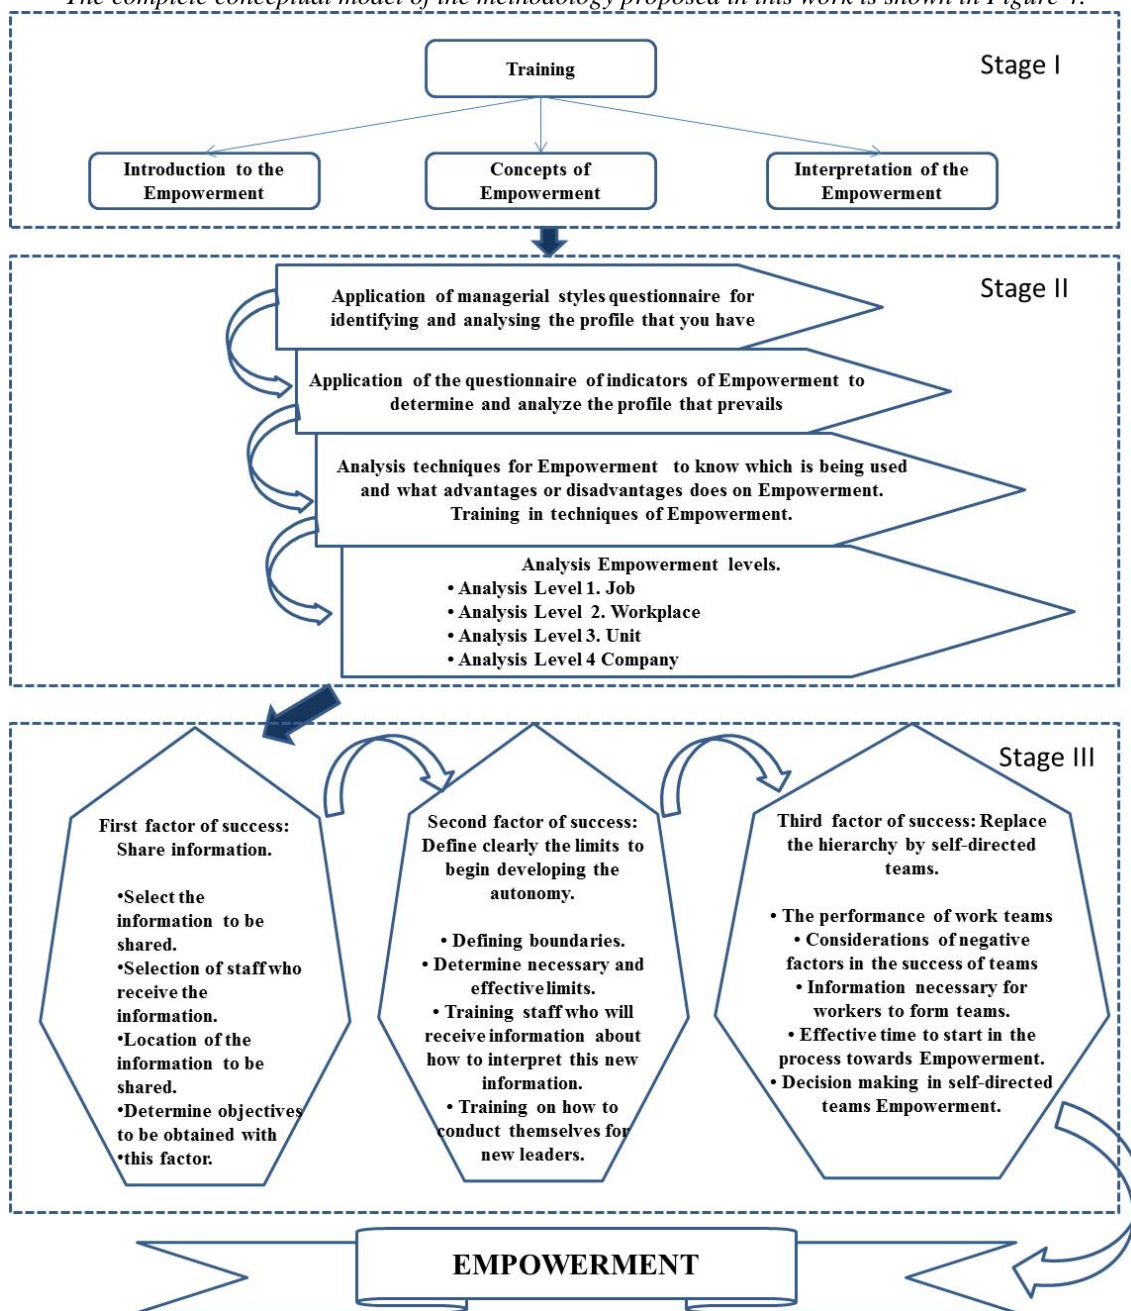 The complete conceptual model of the methodology proposed in this work is shown in Figure 4.
Stage I
Training
Introduction to the
Empowerment
Concepts of
Empowerment
Interpretation of the
Empowerment
Stage II
Application of managerial styles questionnaire for
identifying and analysing the profile that you have
Application of the questionnaire of indicators of Empowerment to
determine and analyze the profile that prevails
Analysis techniques for Empowerment to know which is being used
and what advantages or disadvantages does on Empowerment.
Training in techniques of Empowerment.
Analysis Empowerment levels.
• Analysis Level 1. Job
• Analysis Level 2. Workplace
• Analysis Level 3. Unit
• Analysis Level 4 Company
Stage III
First factor of success:
Share information.
•Select the
information to be
shared.
•Selection of staff who
receive the
information.
•Location of the
information to be
shared.
•Determine objectives
to be obtained with
•this factor.
Second factor of success:
Define clearly the limits to
begin developing the
autonomy.
• Defining boundaries.
• Determine necessary and
effective limits.
• Training staff who will
receive information about
how to interpret this new
information.
• Training on how to
conduct themselves for
new leaders.
Third factor of success: Replace
the hierarchy by self-directed
teams.
• The performance of work teams
• Considerations of negative
factors in the success of teams
• Information necessary for
workers to form teams.
• Effective time to start in the
process towards Empowerment.
• Decision making in self-directed
teams Empowerment.
EMPOWERMENT